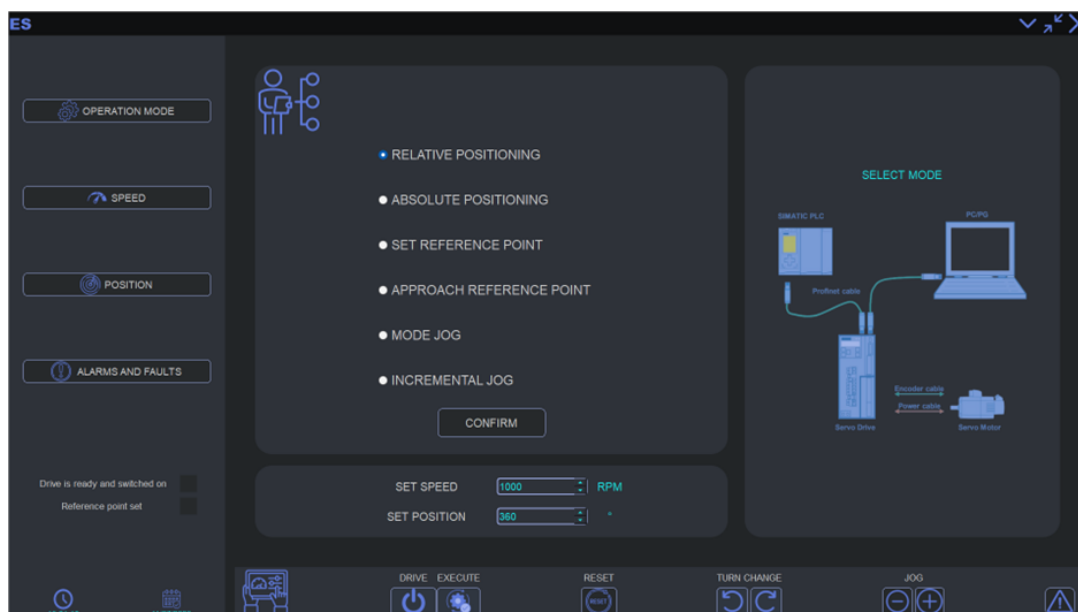 ES
OPERATION MODE
SPEED
POSITION
ALARMS AND FAULTS
Drive is ready and switched on
Reference point set
RELATIVE POSITIONING
ABSOLUTE POSITIONING
SET REFERENCE POINT
APPROACH REFERENCE POINT
MODE JOG
INCREMENTAL JOG
CONFIRM
SET SPEED 1000 RPM
SET POSITION 360 °
SELECT MODE
SIMATIC PLC
PC/PG
Profinet cable
Encoder cable
Power cable
Servo Drive
Servo Motor
DRIVE EXECUTE
RESET
TURN CHANGE
JOG
RESET